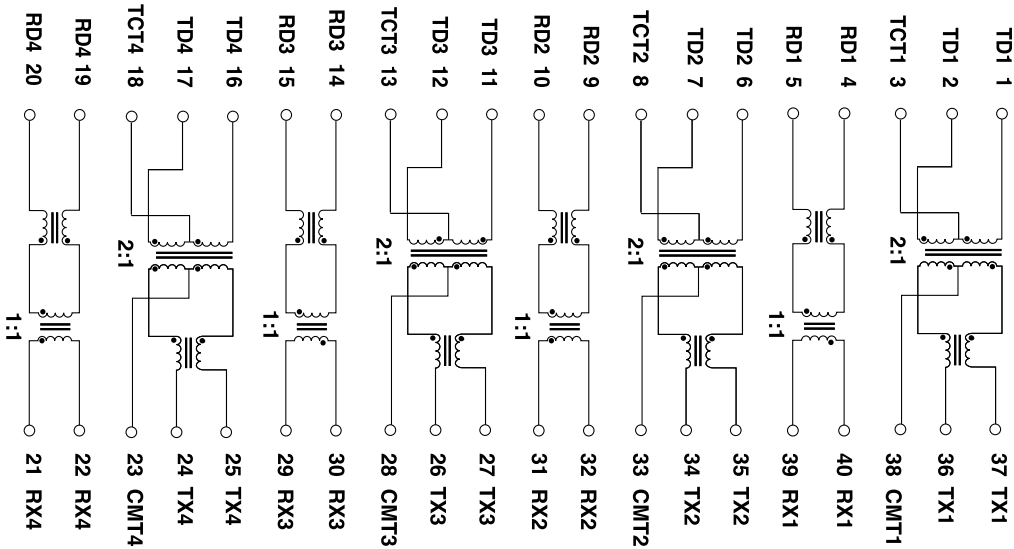 TD1 1
TD1 2
TCT1 3
RD1 4
RD1 5
TD2 6
TD2 7
TCT2 8
RD2 9
RD2 10
TD3 11
TD3 12
TCT3 13
RD3 14
RD3 15
TD4 16
TD4 17
TCT4 18
RD4 19
RD4 20
2:1
1:1
2:1
1:1
2:1
1:1
2:1
1:1
37 TX1
36 TX1
38 CMT1
40 RX1
39 RX1
35 TX2
34 TX2
33 CMT2
32 RX2
31 RX2
27 TX3
26 TX3
28 CMT3
30 RX3
29 RX3
25 TX4
24 TX4
23 CMT4
22 RX4
21 RX4